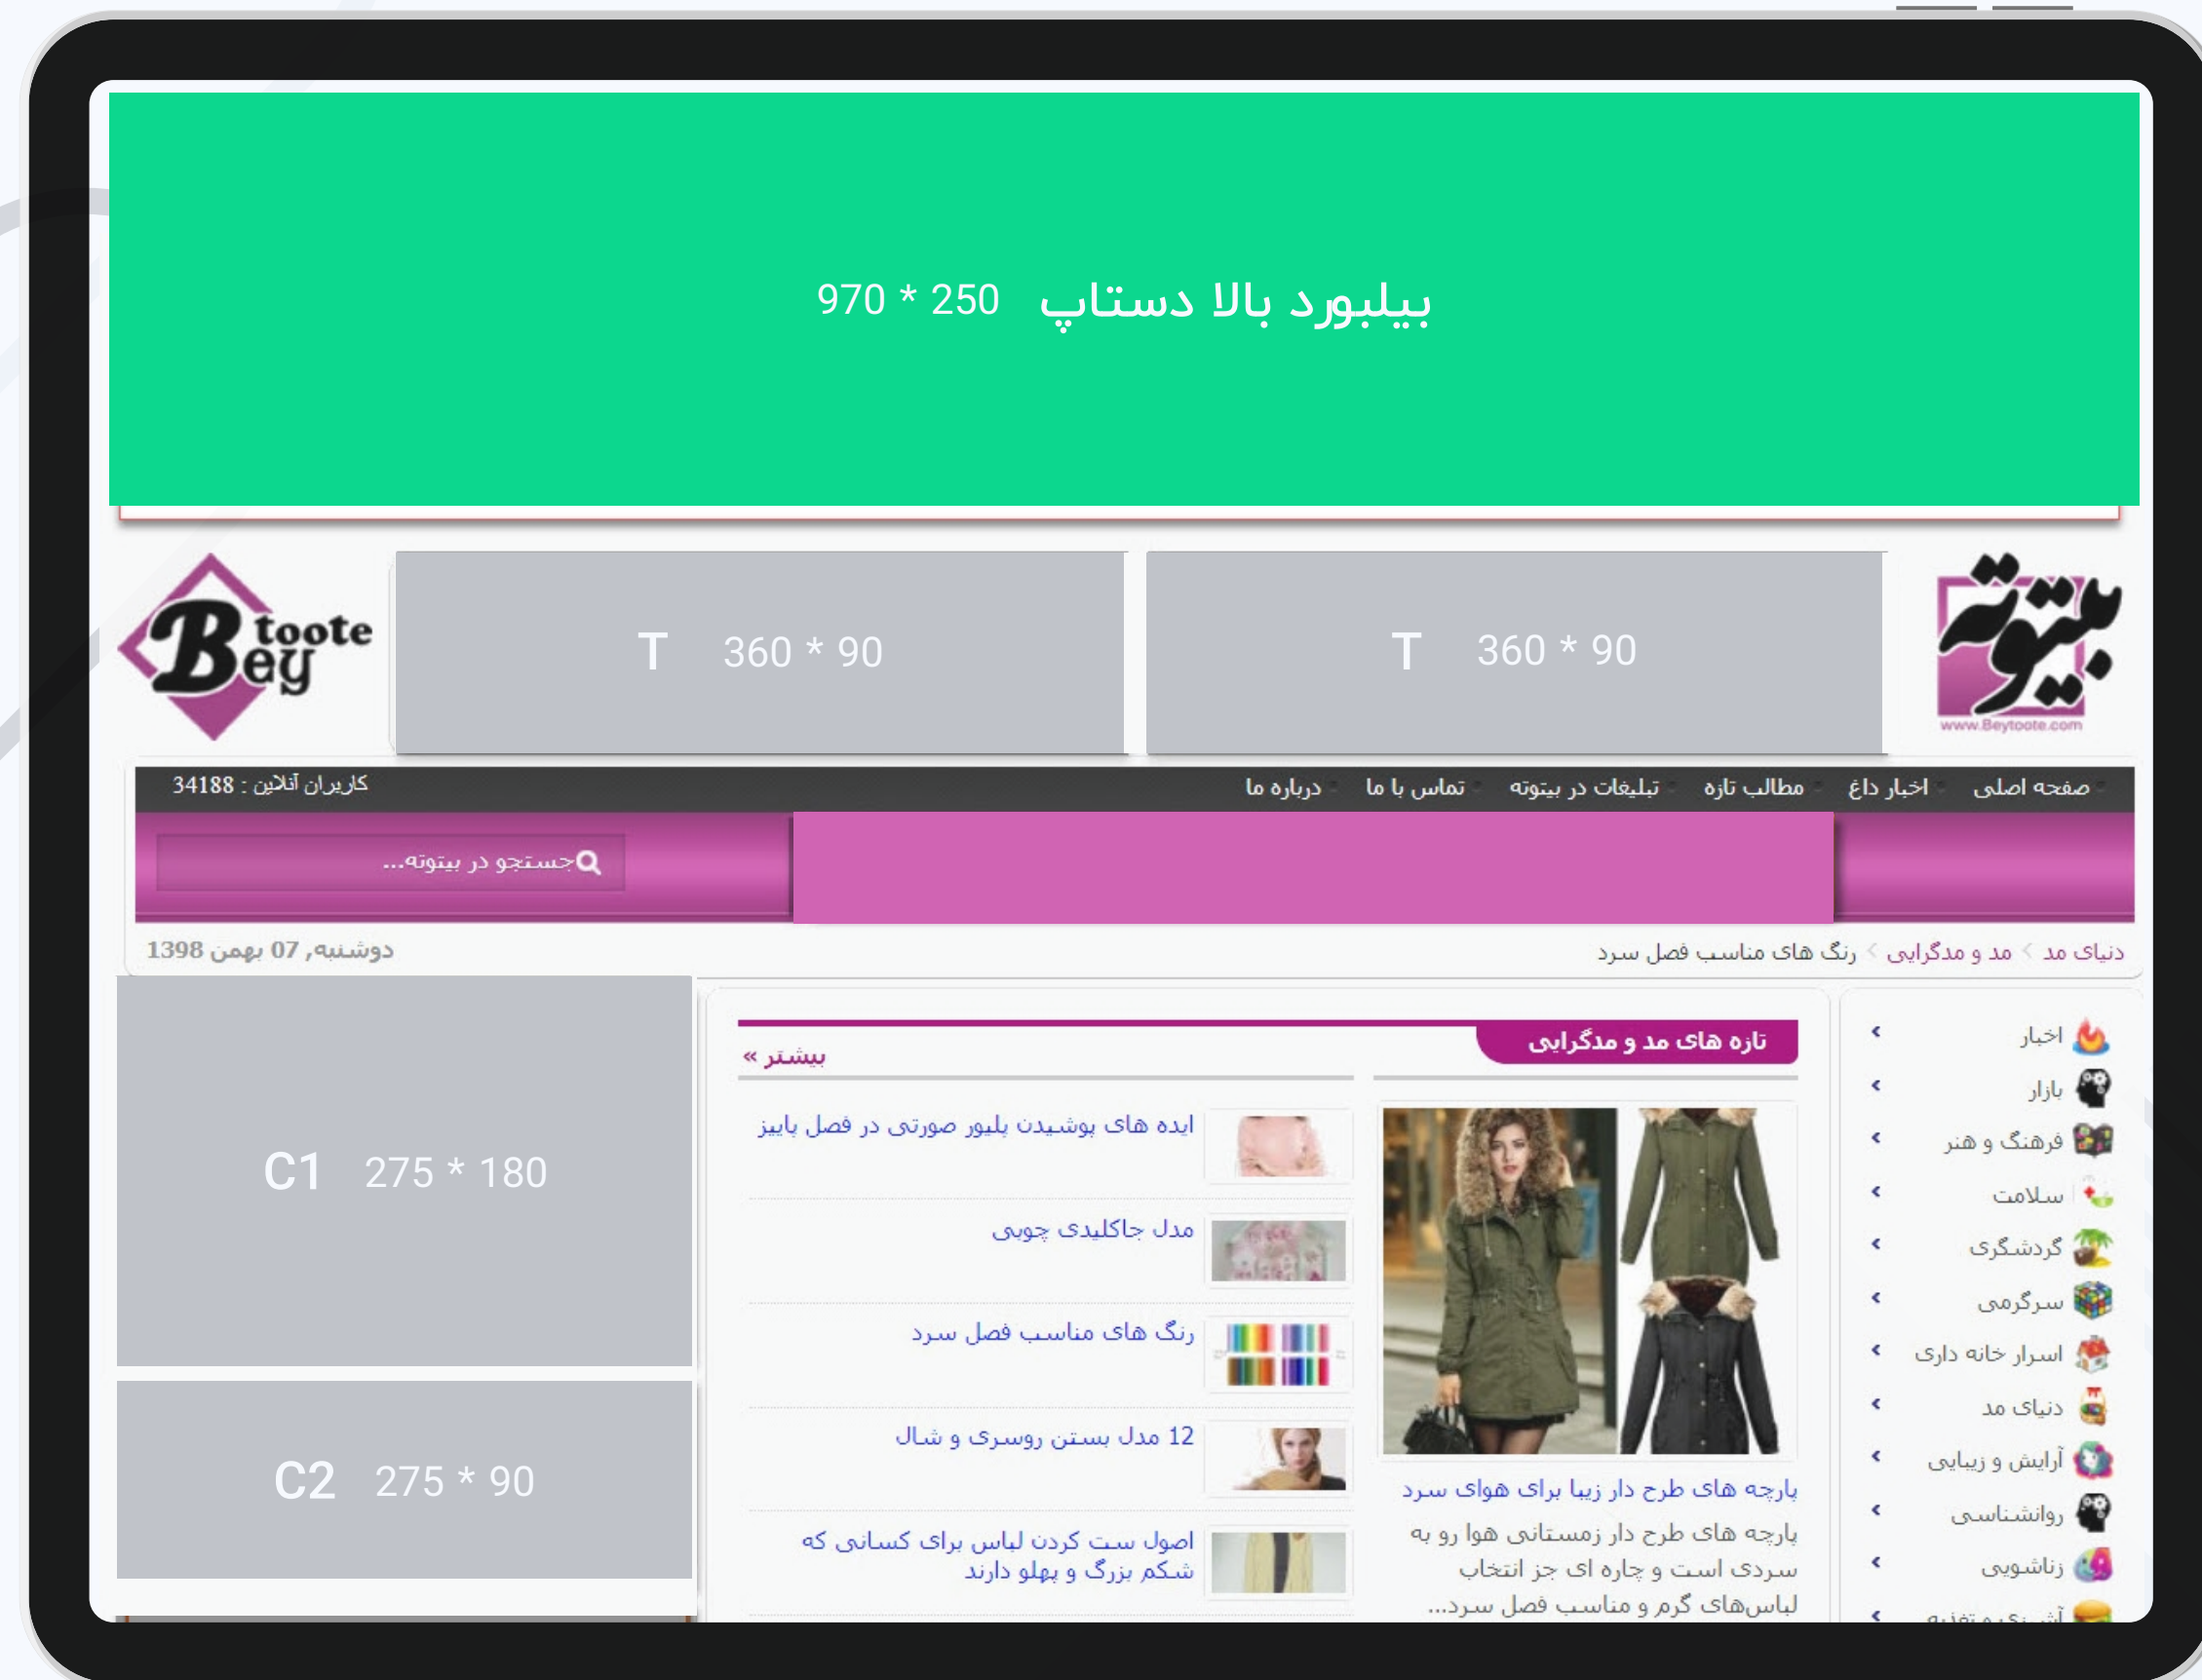 بیلبورد بالا دستاپ 970 * 250
بیتوته
www.Beytoote.com
T 360 * 90
T 360 * 90
Beytoote
صفحه اصلی
اخبار داغ
مطالب تازه
تبلیغات در بیتوته
تماس با ما
درباره ما
کاربران آنلاین : 34188
جستجو در بیتوته...
دنیای مد › مد و مدگرایی › رنگ های مناسب فصل سرد
دوشنبه, 07 بهمن 1398
اخبار
بازار
فرهنگ و هنر
سلامت
گردشگری
سرگرمی
اسرار خانه داری
دنیای مد
آرایش و زیبایی
روانشناسی
زناشویی
تازه های مد و مدگرایی
بیشتر »
پارچه های طرح دار زیبا برای هوای سرد
پارچه های طرح دار زمستانی هوا رو به
سردی است و چاره ای جز انتخاب
لباس‌های گرم و مناسب فصل سرد...
ایده های پوشیدن پلیور صورتی در فصل پاییز
مدل جاکلیدی چوبی
رنگ های مناسب فصل سرد
12 مدل بستن روسری و شال
اصول ست کردن لباس برای کسانی که
شکم بزرگ و پهلو دارند
C1 275 * 180
C2 275 * 90